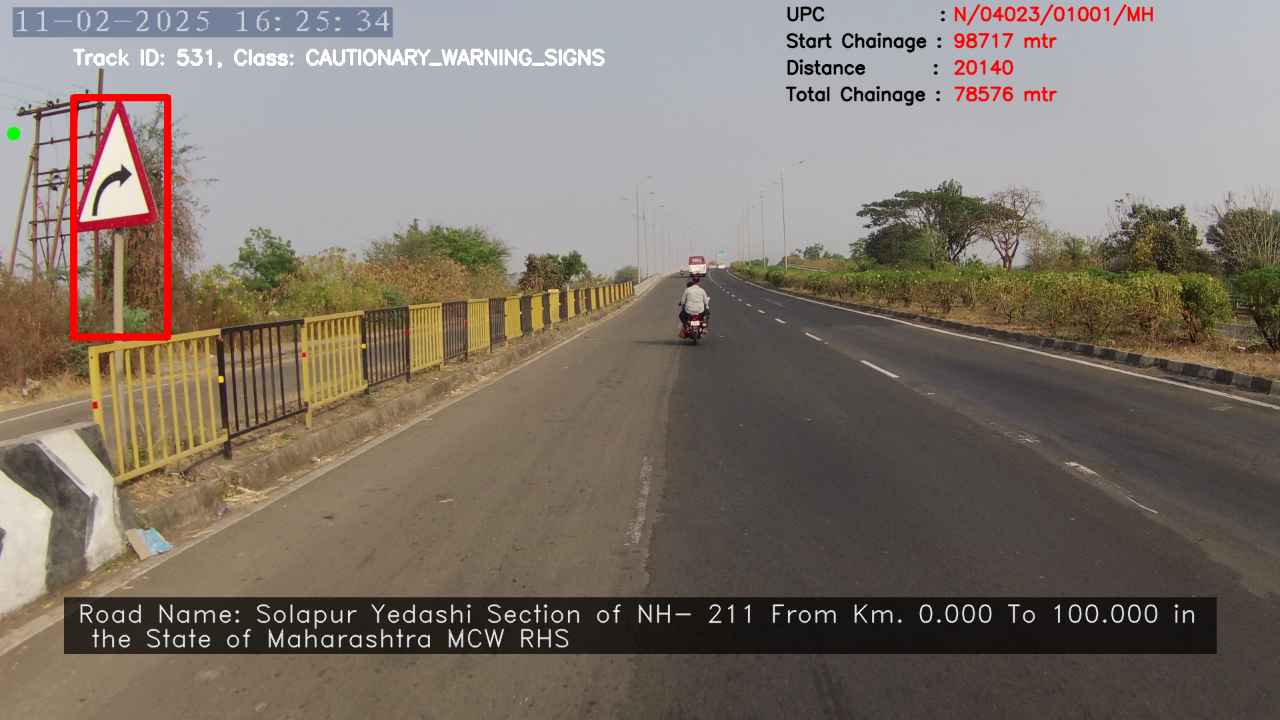 11-02-2025 16:25:34
Track ID: 531, Class: CAUTIONARY_WARNING_SIGNS
UPC : N/04023/01001/MH
Start Chainage : 98717 mtr
Distance : 20140
Total Chainage : 78576 mtr
Road Name: Solapur Yedashi Section of NH- 211 From Km. 0.000 To 100.000 in
the State of Maharashtra MCW RHS